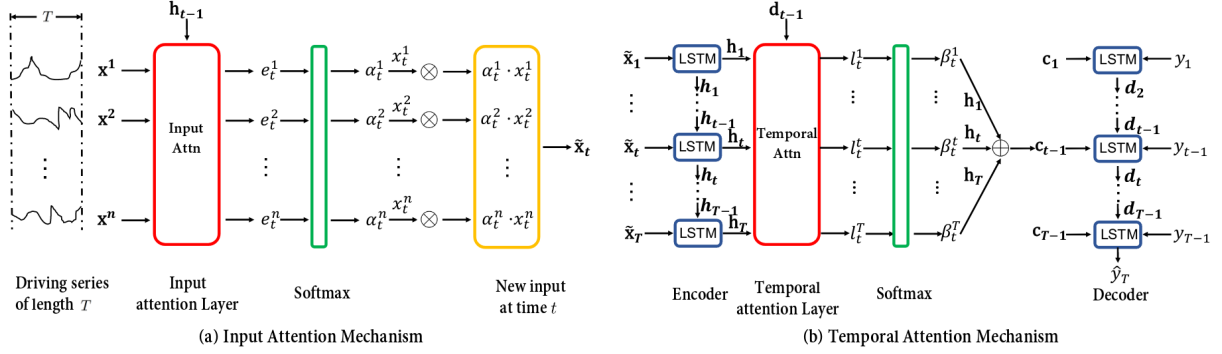 T
h_{t-1}
x^1
e_t^1
α_t^1
x_t^1
⊗
α_t^1 · x_t^1
x^2
e_t^2
α_t^2
x_t^2
⊗
α_t^2 · x_t^2
Input
Attn
⋮
x̃_t
x^n
e_t^n
α_t^n
x_t^n
⊗
α_t^n · x_t^n
Driving series
of length T
Input
attention Layer
Softmax
New input
at time t
(a) Input Attention Mechanism
d_{t-1}
x̃_1
LSTM
h_1
l_t^1
β_t^1
h_1
c_1
LSTM
y_1
h_1
d_2
h_{t-1}
d_{t-1}
x̃_t
LSTM
h_t
Temporal
Attn
l_t^t
β_t^t
h_t
⊕
c_{t-1}
LSTM
y_{t-1}
h_t
h_T
d_t
h_{T-1}
d_{T-1}
x̃_T
LSTM
h_T
l_t^T
β_t^T
c_{T-1}
LSTM
y_{T-1}
ŷ_T
Encoder
Temporal
attention Layer
Softmax
Decoder
(b) Temporal Attention Mechanism